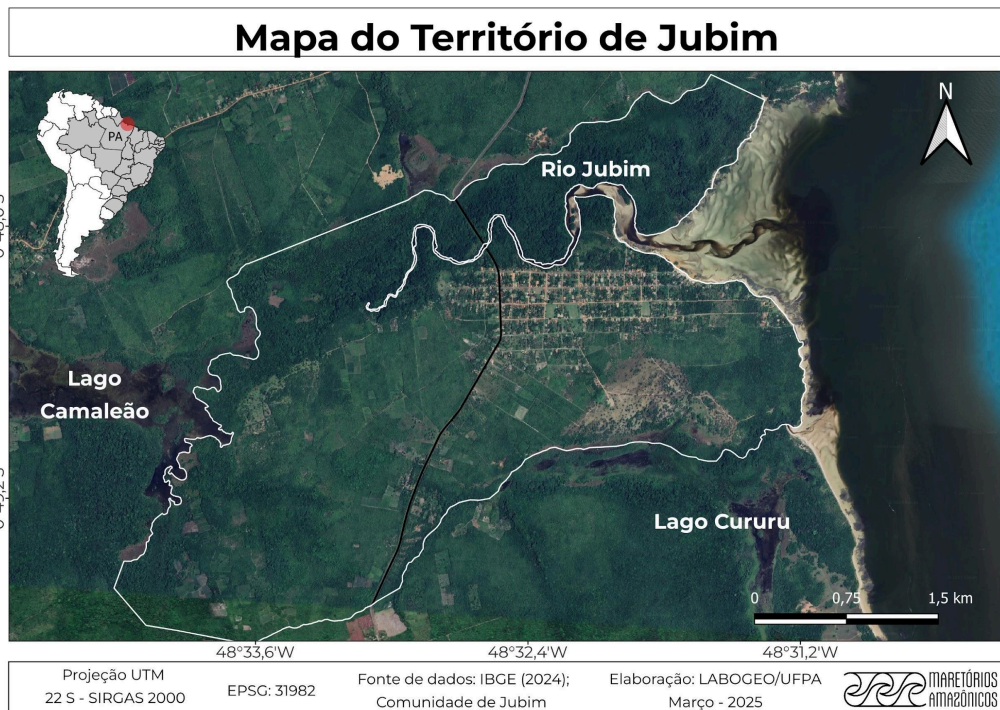 Mapa do Território de Jubim
N
PA
Rio Jubim
Lago
Camaleão
Lago Cururu
0 0,75 1,5 km
48°33,6'W 48°32,4'W 48°31,2'W
Projeção UTM
22 S - SIRGAS 2000
EPSG: 31982
Fonte de dados: IBGE (2024);
Comunidade de Jubim
Elaboração: LABOGEO/UFPA
Março - 2025
MARETÓRIOS
AMAZÔNICOS